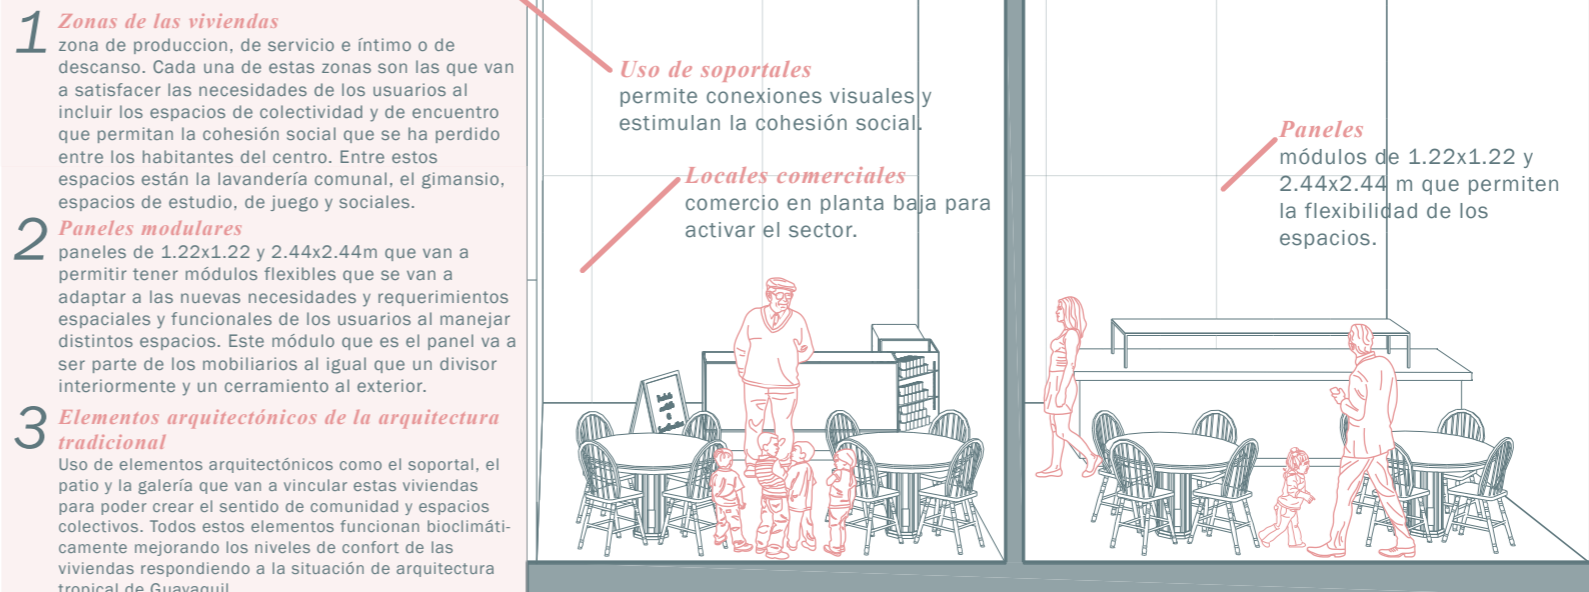 1 Zonas de las viviendas
zona de produccion, de servicio e íntimo o de
descanso. Cada una de estas zonas son las que van
a satisfacer las necesidades de los usuarios al
incluir los espacios de colectividad y de encuentro
que permitan la cohesión social que se ha perdido
entre los habitantes del centro. Entre estos
espacios están la lavandería comunal, el gimansio,
espacios de estudio, de juego y sociales.
2 Paneles modulares
paneles de 1.22x1.22 y 2.44x2.44m que van a
permitir tener módulos flexibles que se van a
adaptar a las nuevas necesidades y requerimientos
espaciales y funcionales de los usuarios al manejar
distintos espacios. Este módulo que es el panel va a
ser parte de los mobiliarios al igual que un divisor
interiormente y un cerramiento al exterior.
3 Elementos arquitectónicos de la arquitectura
tradicional
Uso de elementos arquitectónicos como el soportal, el
patio y la galería que van a vincular estas viviendas
para poder crear el sentido de comunidad y espacios
colectivos. Todos estos elementos funcionan bioclimáti-
camente mejorando los niveles de confort de las
viviendas respondiendo a la situación de arquitectura
tropical de Guayaquil
Uso de soportales
permite conexiones visuales y
estimulan la cohesión social.
Locales comerciales
comercio en planta baja para
activar el sector.
Paneles
módulos de 1.22x1.22 y
2.44x2.44 m que permiten
la flexibilidad de los
espacios.